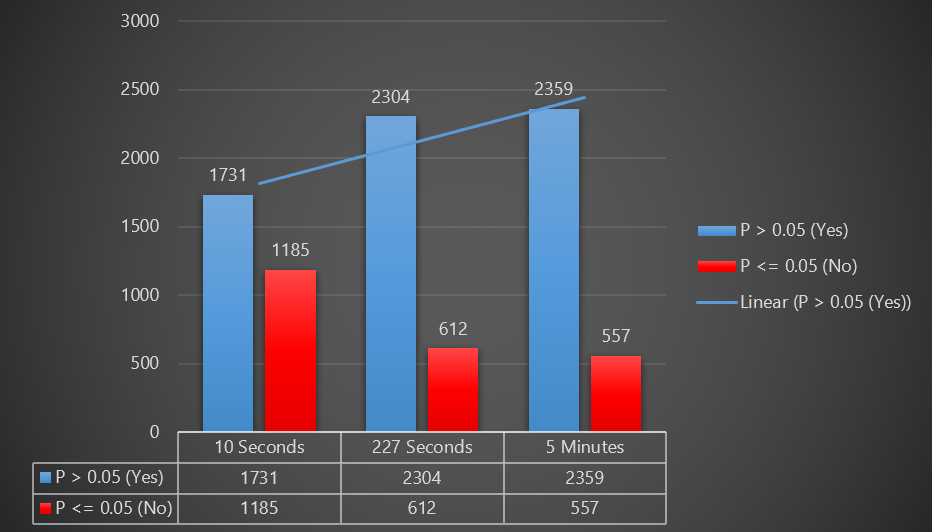 3000
2500
2000
1500
1000
500
0
1731
1185
2304
612
2359
557
P > 0.05 (Yes)
P <= 0.05 (No)
Linear (P > 0.05 (Yes))
10 Seconds 227 Seconds 5 Minutes
P > 0.05 (Yes) 1731 2304 2359
P <= 0.05 (No) 1185 612 557